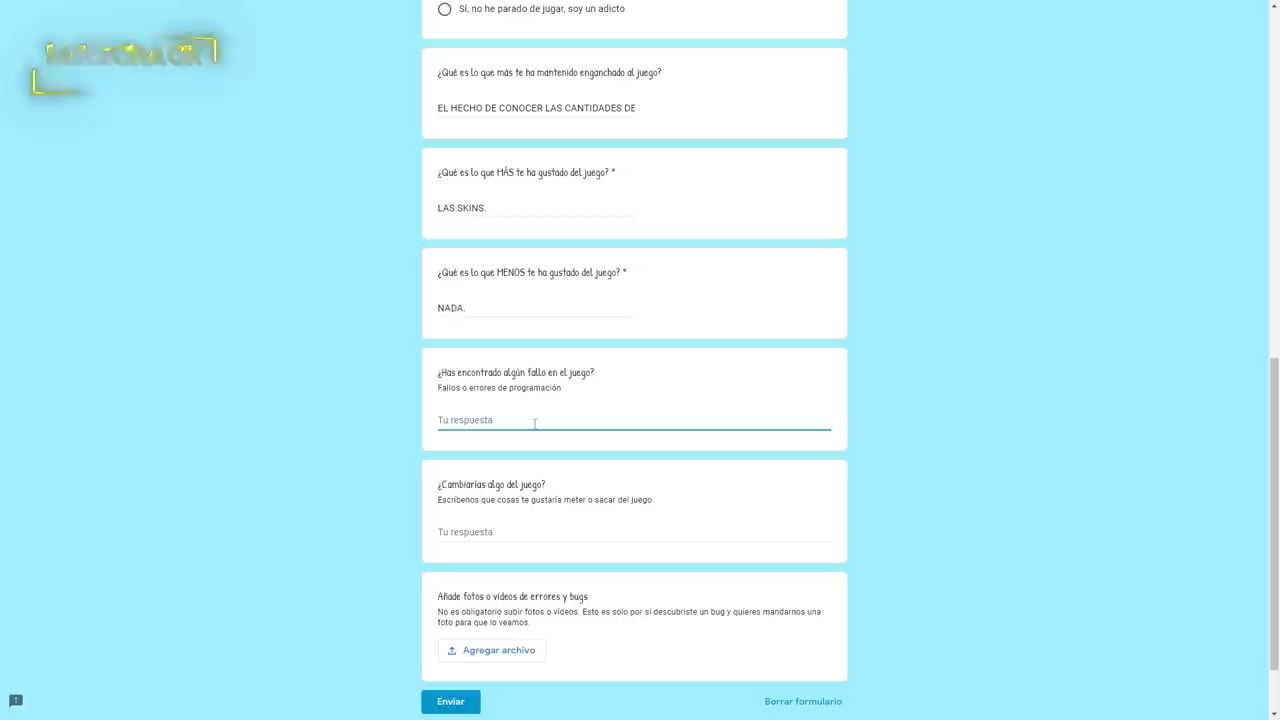 Sí, no he parado de jugar, soy un adicto
¿Qué es lo que más te ha mantenido enganchado al juego?
EL HECHO DE CONOCER LAS CANTIDADES DE
¿Qué es lo que MÁS te ha gustado del juego? *
LAS SKINS.
¿Qué es lo que MENOS te ha gustado del juego? *
NADA.
¿Has encontrado algún fallo en el juego?
Fallos o errores de programación
Tu respuesta
¿Cambiarías algo del juego?
Escríbenos que cosas te gustaría meter o sacar del juego
Tu respuesta
Añade fotos o vídeos de errores y bugs
No es obligatorio subir fotos o vídeos. Esto es solo por si descubriste un bug y quieres mandarnos una
foto para que lo veamos.
Agregar archivo
Enviar
Borrar formulario